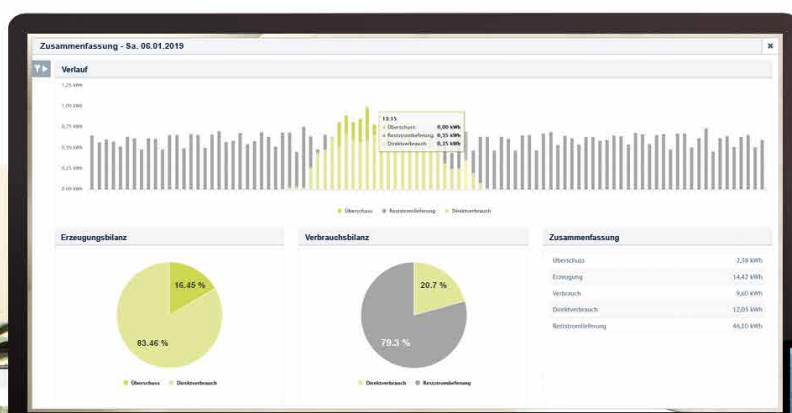 Zusammenfassung - Sa. 06.01.2019
Verlauf
1,25 kWh
1,00 kWh
0,75 kWh
0,50 kWh
0,25 kWh
0,00 kWh
13:15
Überschuss: 0,00 kWh
Reststromlieferung: 0,35 kWh
Direktverbrauch: 0,35 kWh
Überschuss Reststromlieferung Direktverbrauch
Erzeugungsbilanz
16.45 %
83.46 %
Überschuss Direktverbrauch
Verbrauchsbilanz
20.7 %
79.3 %
Direktverbrauch Reststromlieferung
Zusammenfassung
Überschuss 2,38 kWh
Erzeugung 14,42 kWh
Verbrauch 9,60 kWh
Direktverbrauch 12,05 kWh
Reststromlieferung 46,10 kWh